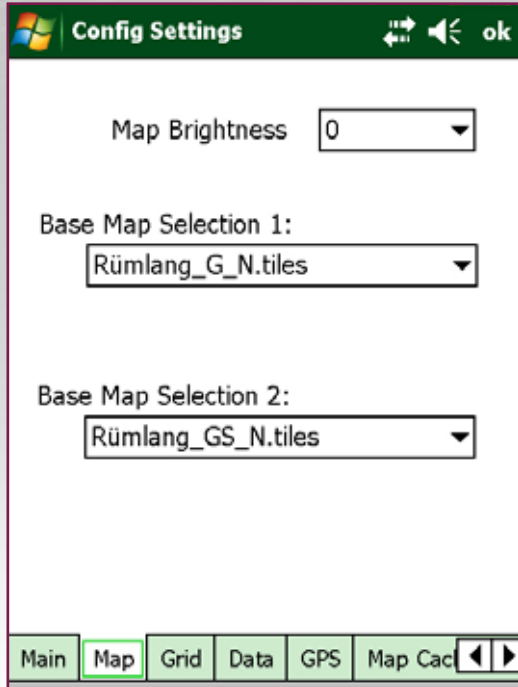 Config Settings ok
Map Brightness 0
Base Map Selection 1:
Rümlang_G_N.tiles
Base Map Selection 2:
Rümlang_GS_N.tiles
Main Map Grid Data GPS Map Cac